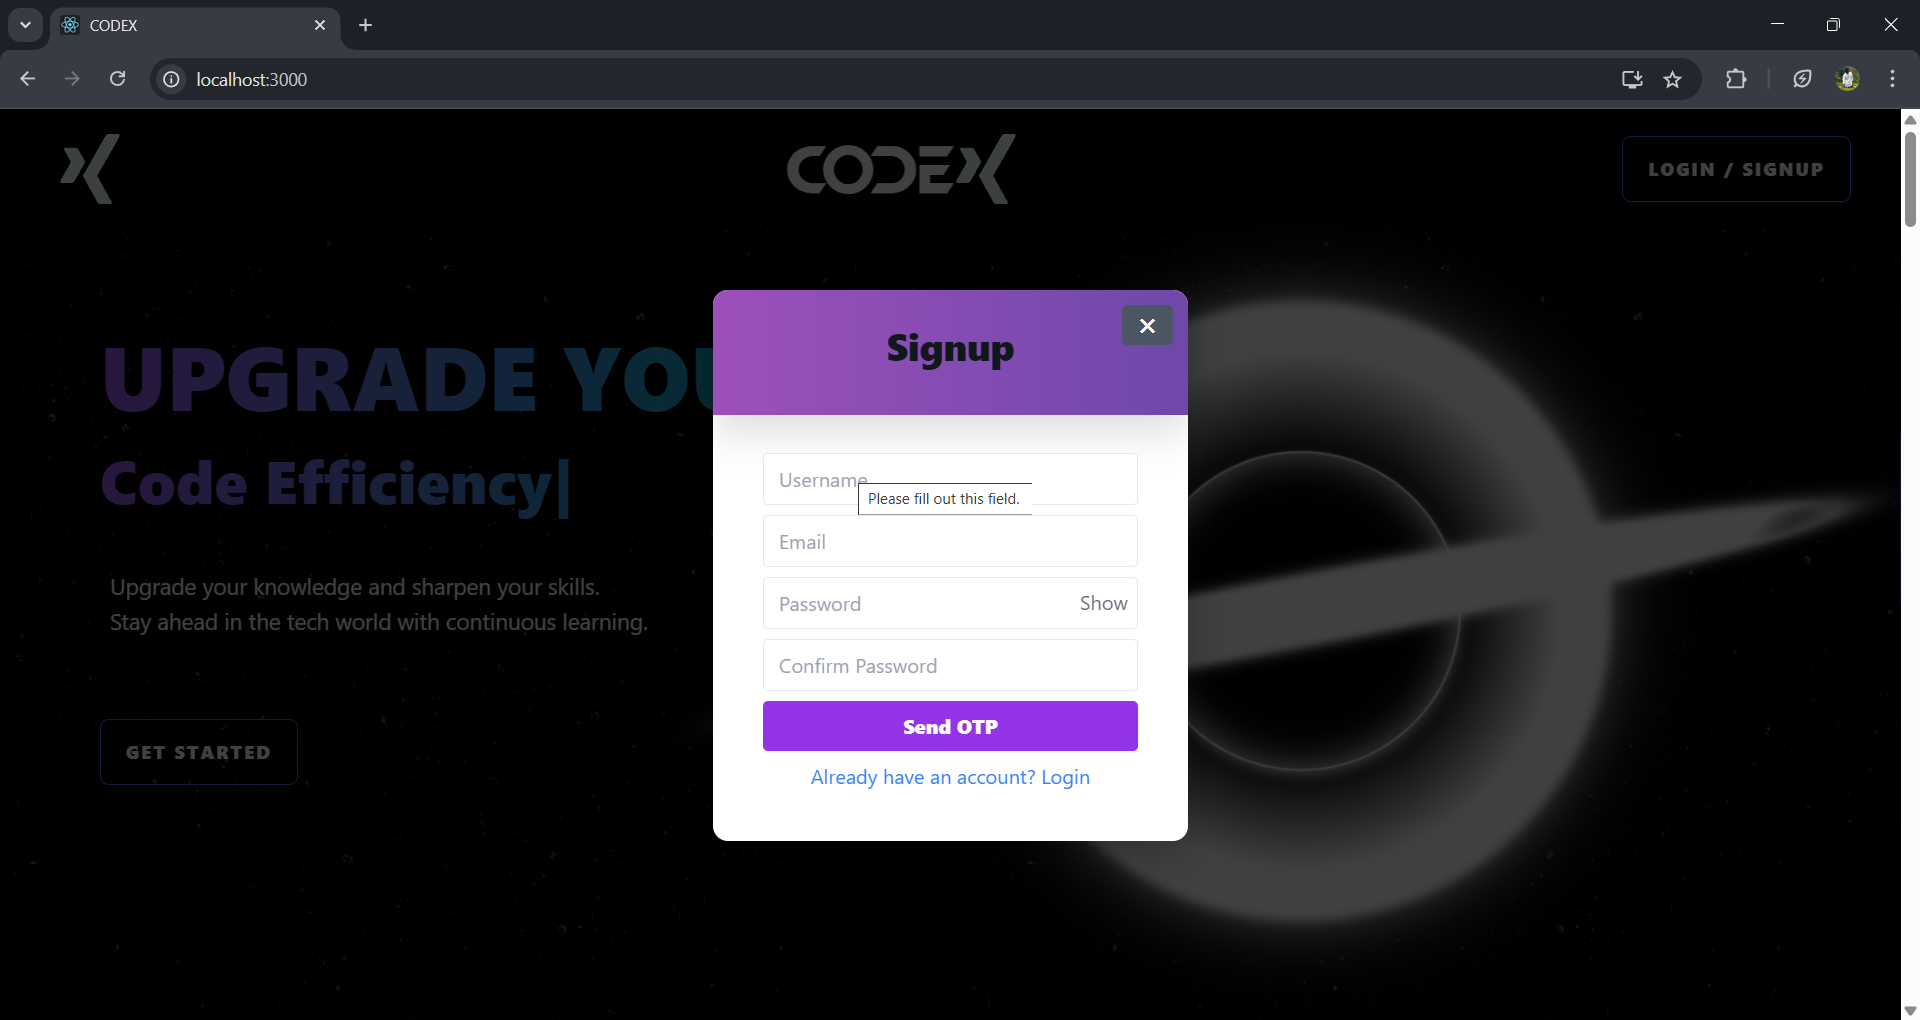 CODEX
localhost:3000
CODEX
LOGIN / SIGNUP
UPGRADE YOU
Code Efficiency|
Upgrade your knowledge and sharpen your skills.
Stay ahead in the tech world with continuous learning.
GET STARTED
Signup
Username
Please fill out this field.
Email
Password
Show
Confirm Password
Send OTP
Already have an account? Login